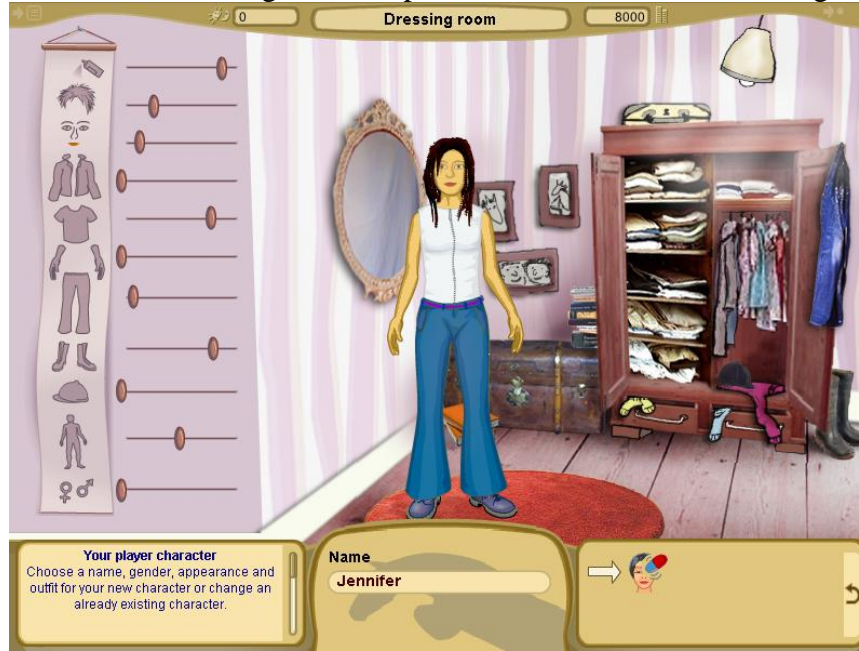 0
Dressing room
8000
Your player character
Choose a name, gender, appearance and
outfit for your new character or change an
already existing character.
Name
Jennifer